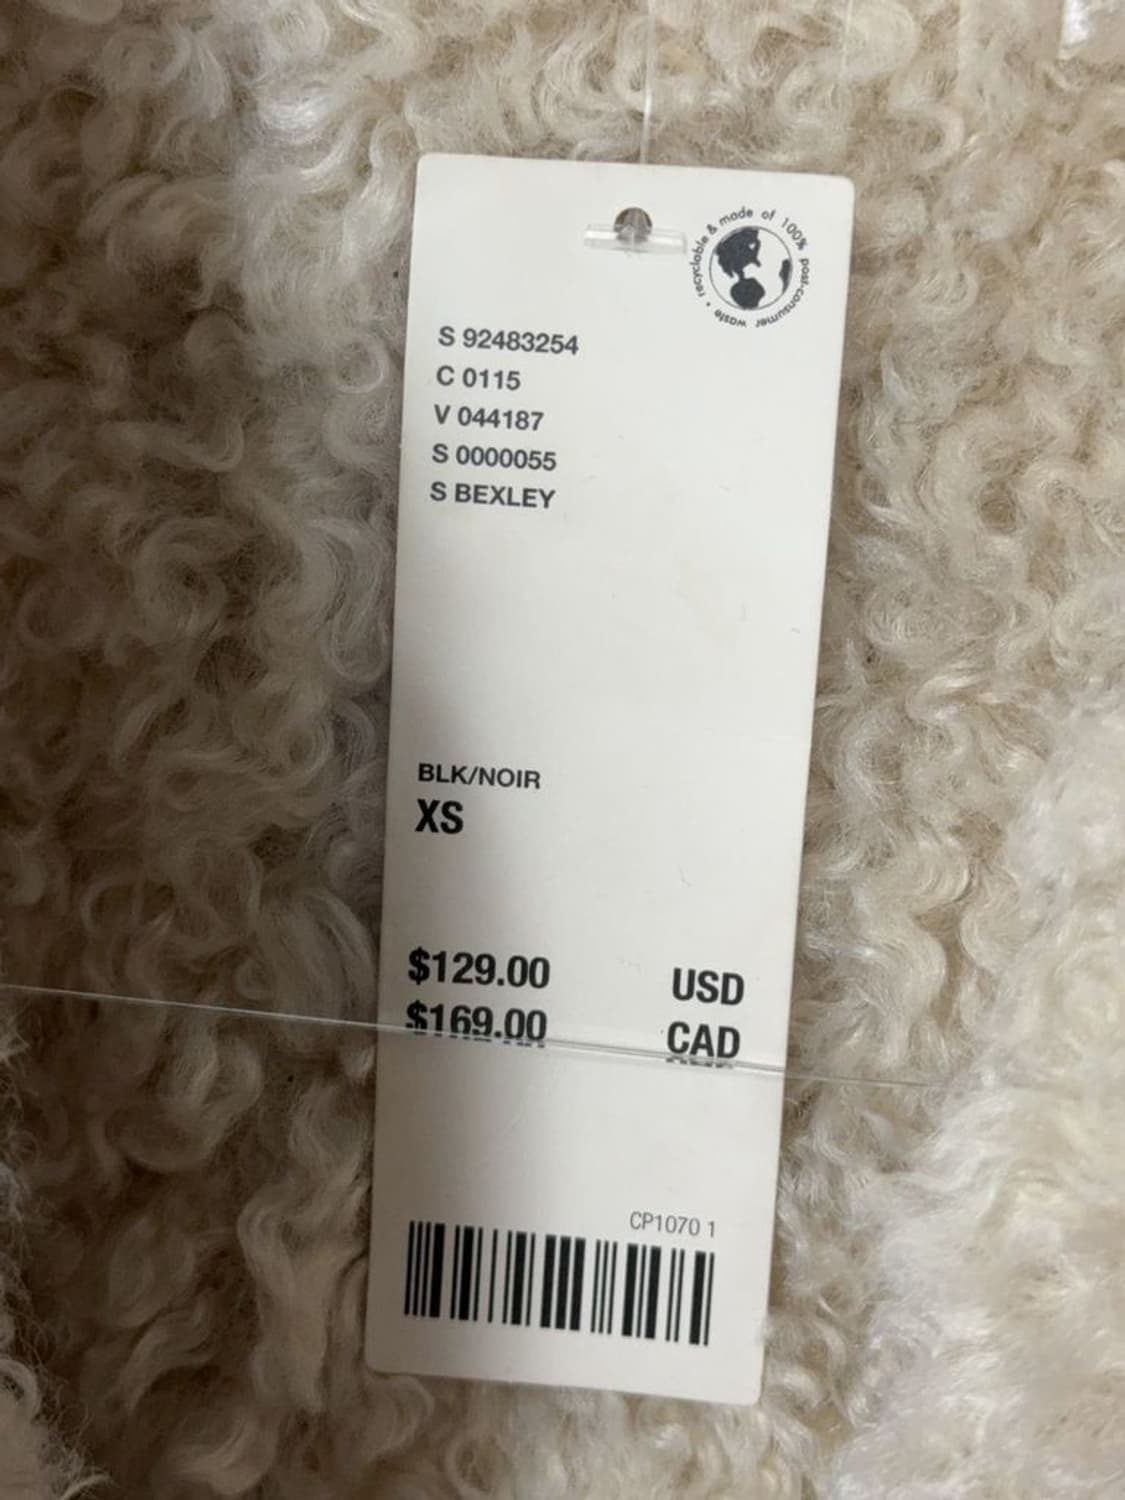 recyclable & made of 100% post-consumer waste •
S 92483254
C 0115
V 044187
S 0000055
S BEXLEY
BLK/NOIR
XS
$129.00 USD
$169.00 CAD
CP1070 1